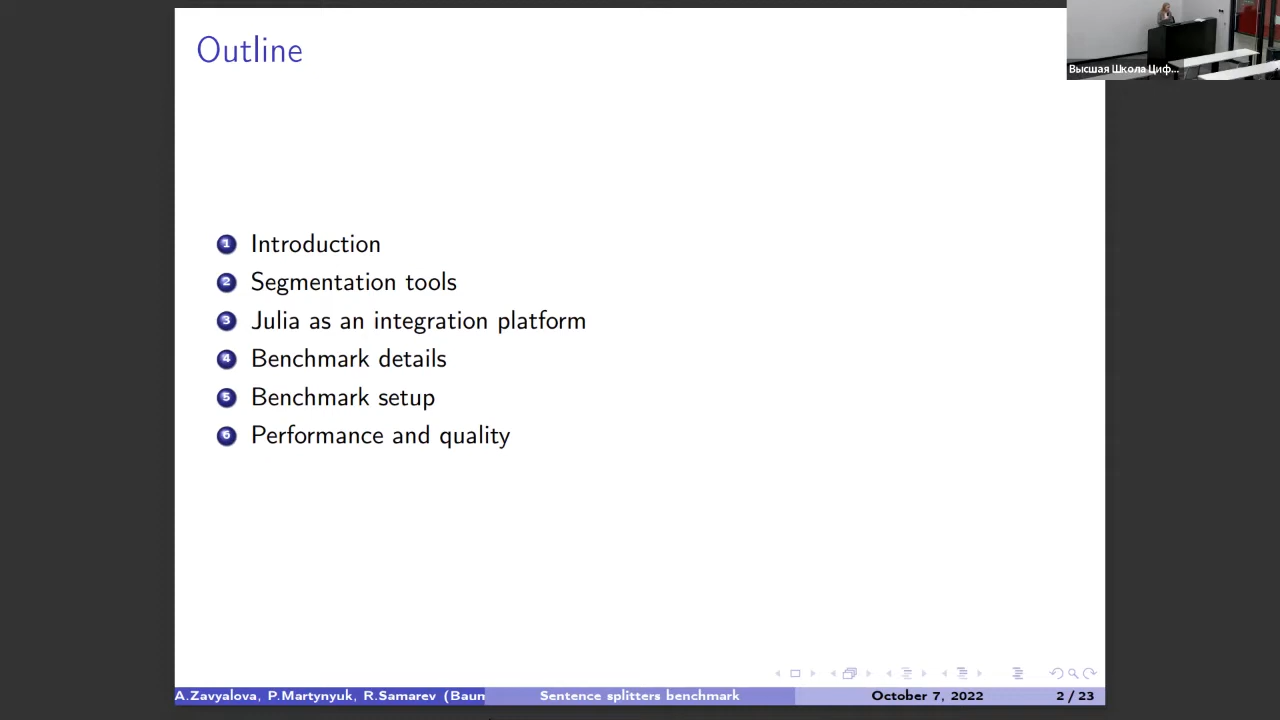 Outline
Высшая Школа Циф...
1 Introduction
2 Segmentation tools
3 Julia as an integration platform
4 Benchmark details
5 Benchmark setup
6 Performance and quality
A.Zavyalova, P.Martynyuk, R.Samarev (Baum
Sentence splitters benchmark
October 7, 2022
2 / 23